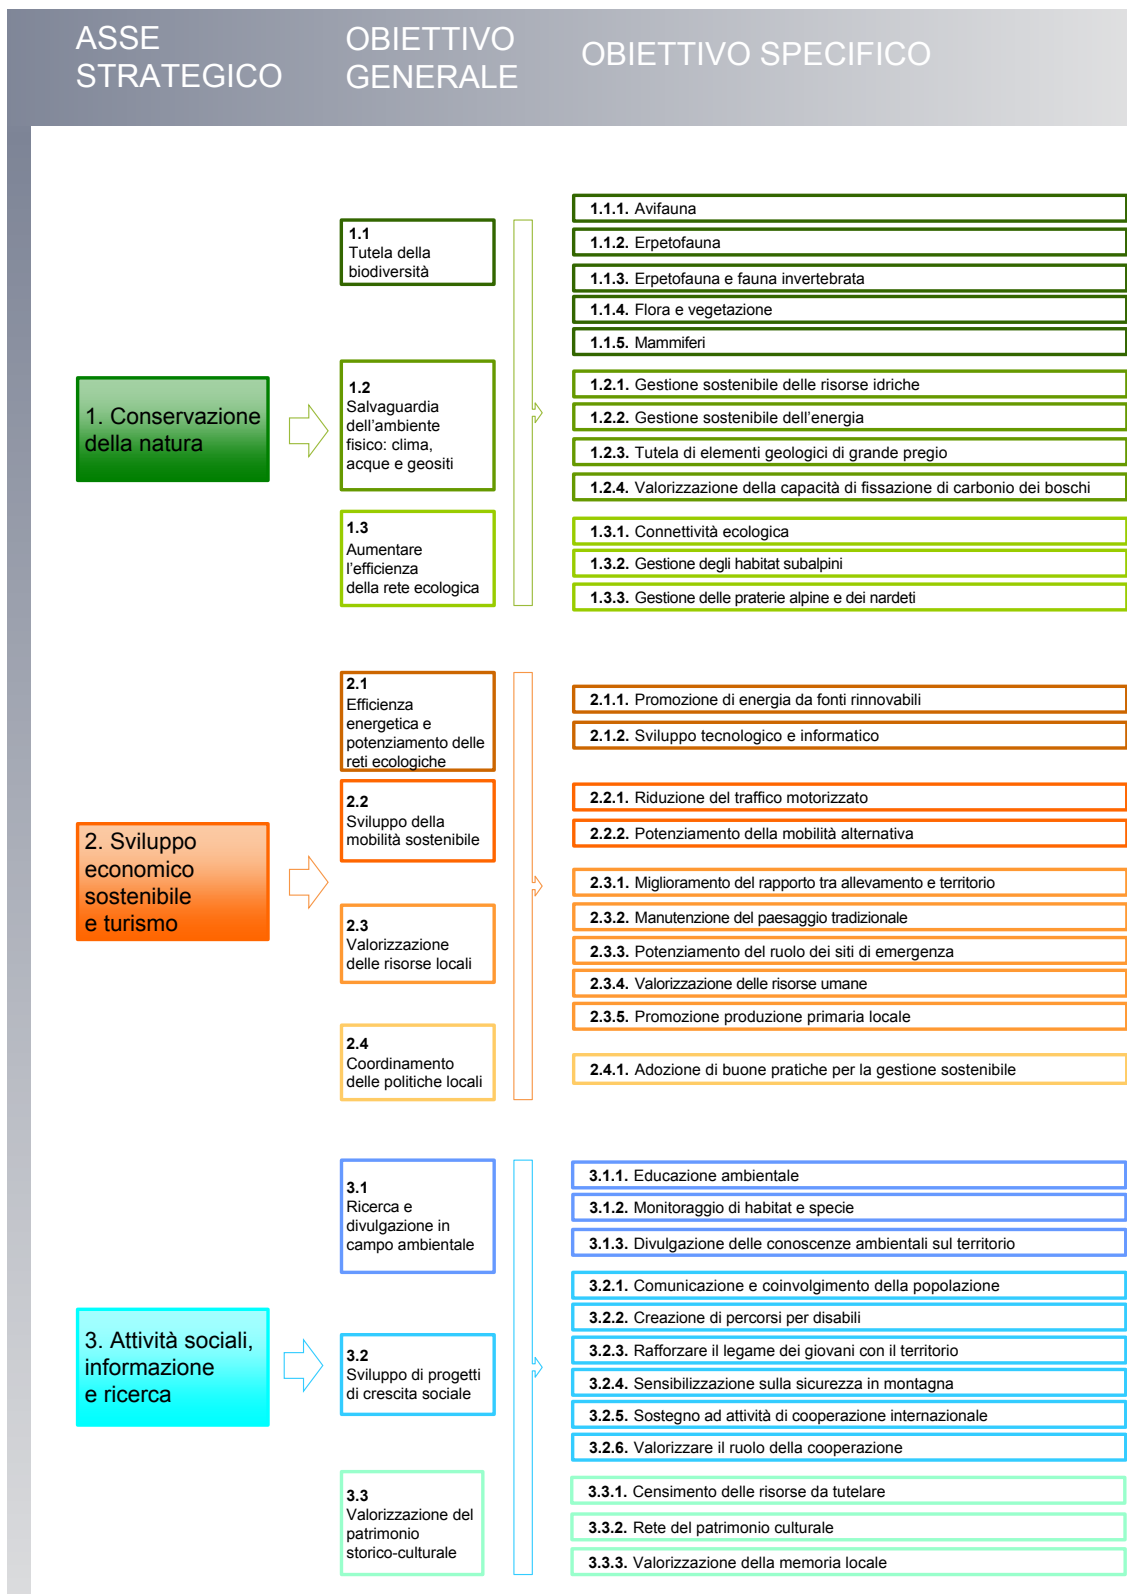 ASSE
STRATEGICO
OBIETTIVO
GENERALE
OBIETTIVO SPECIFICO
1. Conservazione
della natura
1.1
Tutela della
biodiversità
1.1.1. Avifauna
1.1.2. Erpetofauna
1.1.3. Erpetofauna e fauna invertebrata
1.1.4. Flora e vegetazione
1.1.5. Mammiferi
1.2
Salvaguardia
dell’ambiente
fisico: clima,
acque e geositi
1.2.1. Gestione sostenibile delle risorse idriche
1.2.2. Gestione sostenibile dell’energia
1.2.3. Tutela di elementi geologici di grande pregio
1.2.4. Valorizzazione della capacità di fissazione di carbonio dei boschi
1.3
Aumentare
l’efficienza
della rete ecologica
1.3.1. Connettività ecologica
1.3.2. Gestione degli habitat subalpini
1.3.3. Gestione delle praterie alpine e dei nardeti
2. Sviluppo
economico
sostenibile
e turismo
2.1
Efficienza
energetica e
potenziamento delle
reti ecologiche
2.1.1. Promozione di energia da fonti rinnovabili
2.1.2. Sviluppo tecnologico e informatico
2.2
Sviluppo della
mobilità sostenibile
2.2.1. Riduzione del traffico motorizzato
2.2.2. Potenziamento della mobilità alternativa
2.3
Valorizzazione
delle risorse locali
2.3.1. Miglioramento del rapporto tra allevamento e territorio
2.3.2. Manutenzione del paesaggio tradizionale
2.3.3. Potenziamento del ruolo dei siti di emergenza
2.3.4. Valorizzazione delle risorse umane
2.3.5. Promozione produzione primaria locale
2.4
Coordinamento
delle politiche locali
2.4.1. Adozione di buone pratiche per la gestione sostenibile
3. Attività sociali,
informazione
e ricerca
3.1
Ricerca e
divulgazione in
campo ambientale
3.1.1. Educazione ambientale
3.1.2. Monitoraggio di habitat e specie
3.1.3. Divulgazione delle conoscenze ambientali sul territorio
3.2
Sviluppo di progetti
di crescita sociale
3.2.1. Comunicazione e coinvolgimento della popolazione
3.2.2. Creazione di percorsi per disabili
3.2.3. Rafforzare il legame dei giovani con il territorio
3.2.4. Sensibilizzazione sulla sicurezza in montagna
3.2.5. Sostegno ad attività di cooperazione internazionale
3.2.6. Valorizzare il ruolo della cooperazione
3.3
Valorizzazione del
patrimonio
storico-culturale
3.3.1. Censimento delle risorse da tutelare
3.3.2. Rete del patrimonio culturale
3.3.3. Valorizzazione della memoria locale